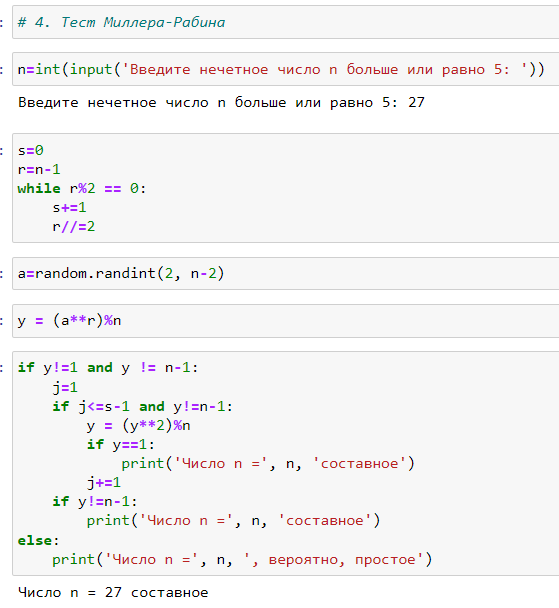 # 4. Тест Миллера-Рабина
n=int(input('Введите нечетное число n больше или равно 5: '))
Введите нечетное число n больше или равно 5: 27
s=0
r=n-1
while r%2 == 0:
    s+=1
    r//=2
a=random.randint(2, n-2)
y = (a**r)%n
if y!=1 and y != n-1:
    j=1
    if j<=s-1 and y!=n-1:
        y = (y**2)%n
        if y==1:
            print('Число n =', n, 'составное')
        j+=1
    if y!=n-1:
        print('Число n =', n, 'составное')
else:
    print('Число n =', n, ', вероятно, простое')
Число n = 27 составное